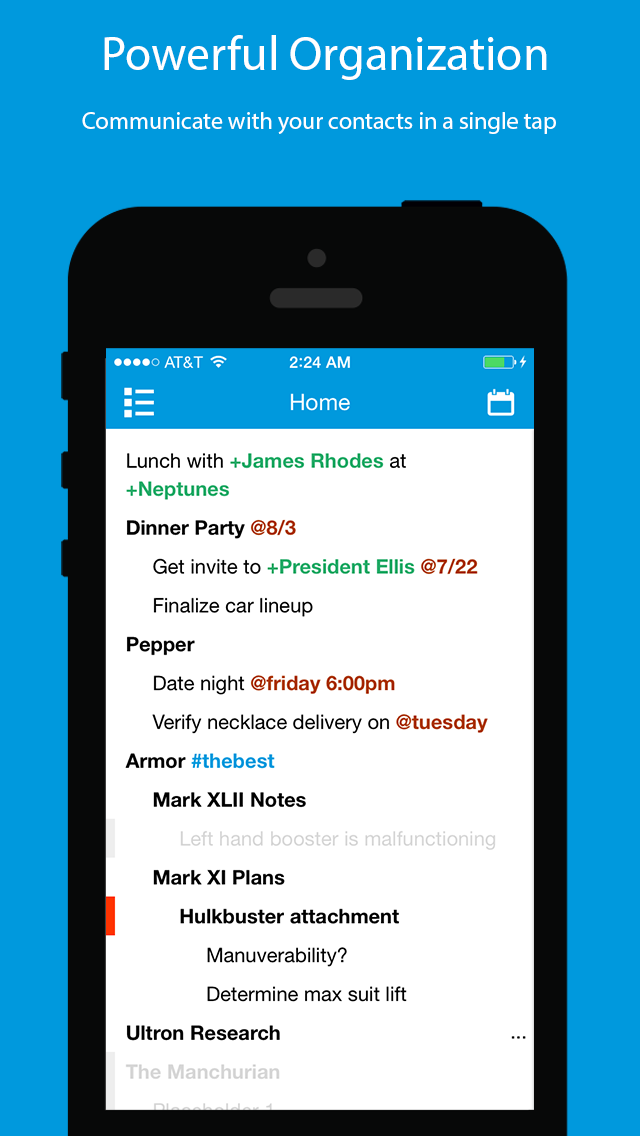 Powerful Organization
Communicate with your contacts in a single tap
AT&T 2:24 AM
Home
Lunch with +James Rhodes at
+Neptunes
Dinner Party @8/3
Get invite to +President Ellis @7/22
Finalize car lineup
Pepper
Date night @friday 6:00pm
Verify necklace delivery on @tuesday
Armor #thebest
Mark XLII Notes
Left hand booster is malfunctioning
Mark XI Plans
Hulkbuster attachment
Manuverability?
Determine max suit lift
Ultron Research ...
The Manchurian
Placeholder 1